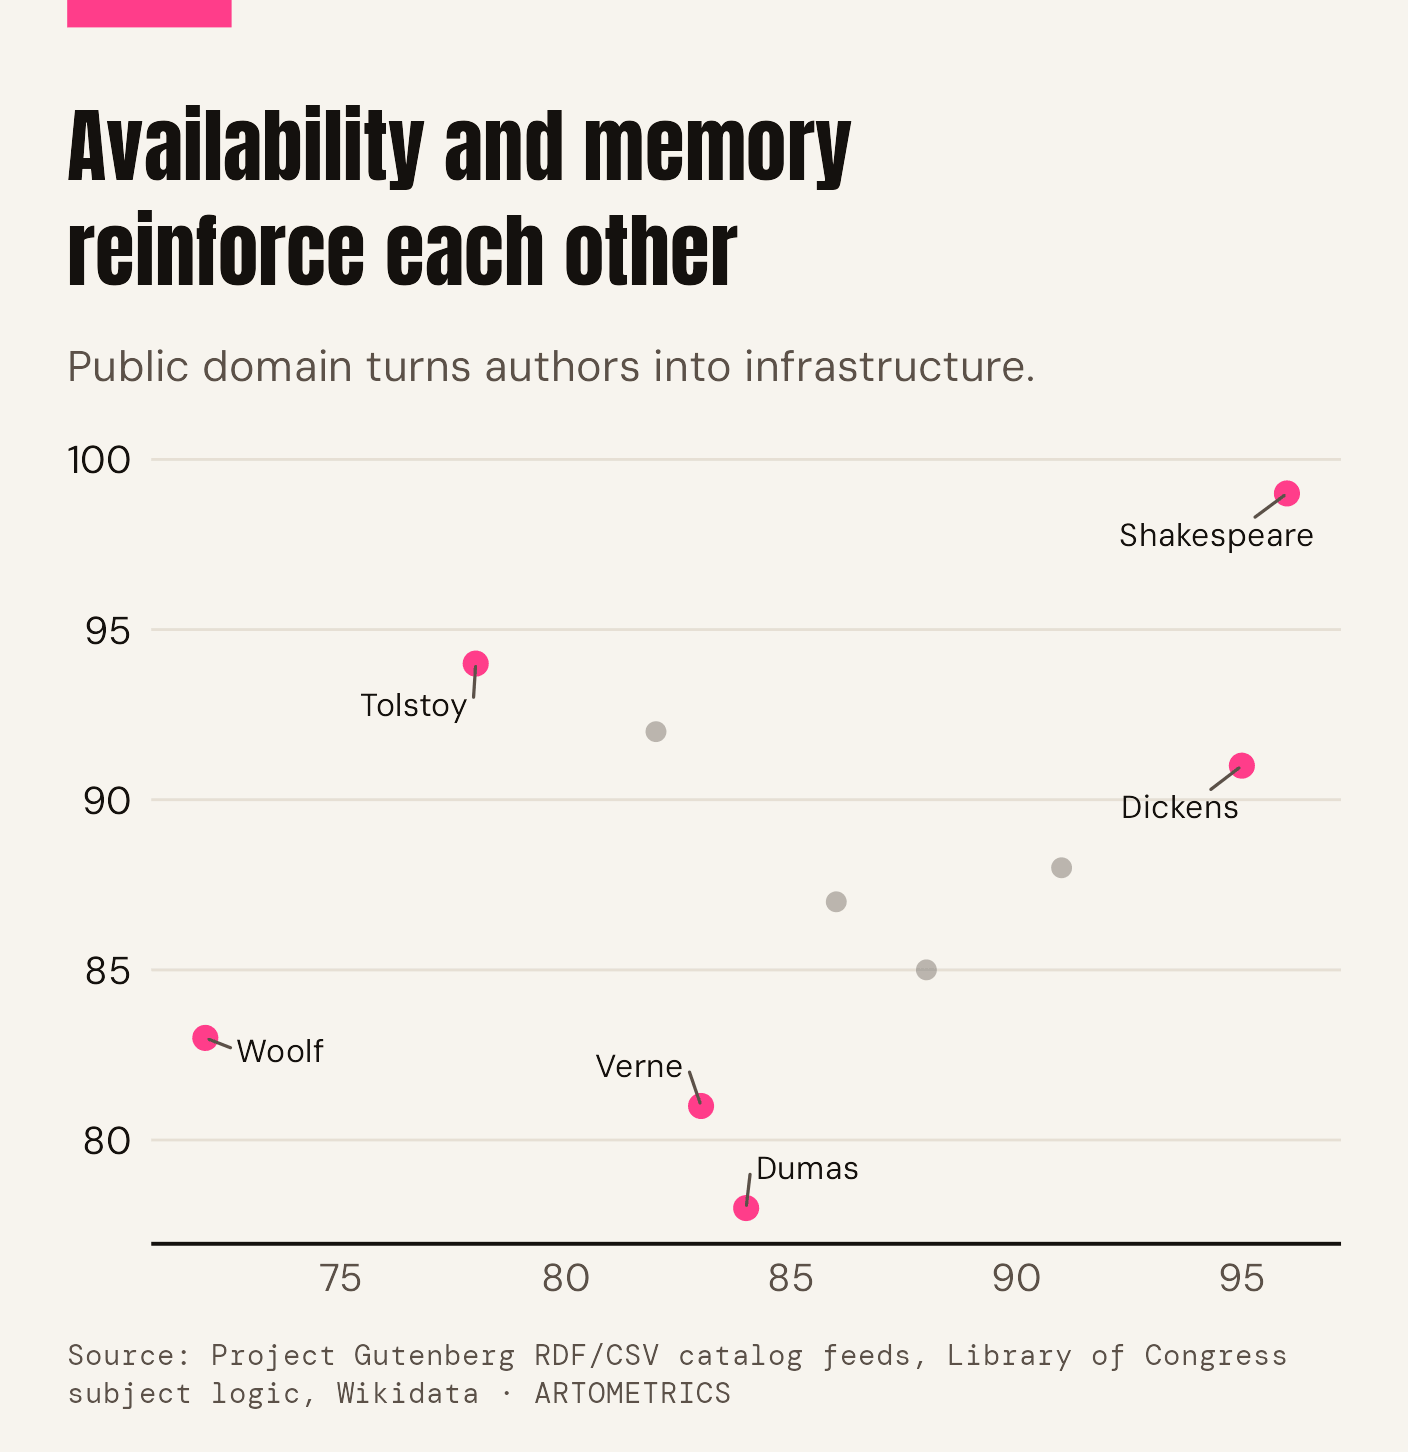 Availability and memory
reinforce each other
Public domain turns authors into infrastructure.
100
Shakespeare
95
Tolstoy
90
Dickens
85
Woolf
Verne
80
Dumas
75 80 85 90 95
Source: Project Gutenberg RDF/CSV catalog feeds, Library of Congress
subject logic, Wikidata · ARTOMETRICS